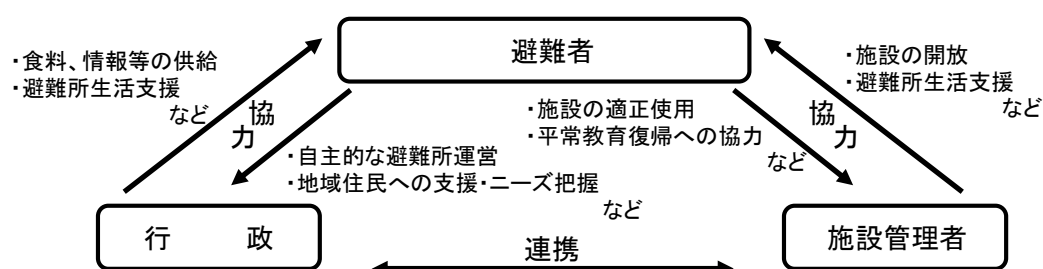 避難者
・食料、情報等の供給
・避難所生活支援
など
・施設の開放
・避難所生活支援
など
協力
・施設の適正使用
・平常教育復帰への協力
など
協力
・自主的な避難所運営
・地域住民への支援・ニーズ把握
など
行　　政
施設管理者
連携